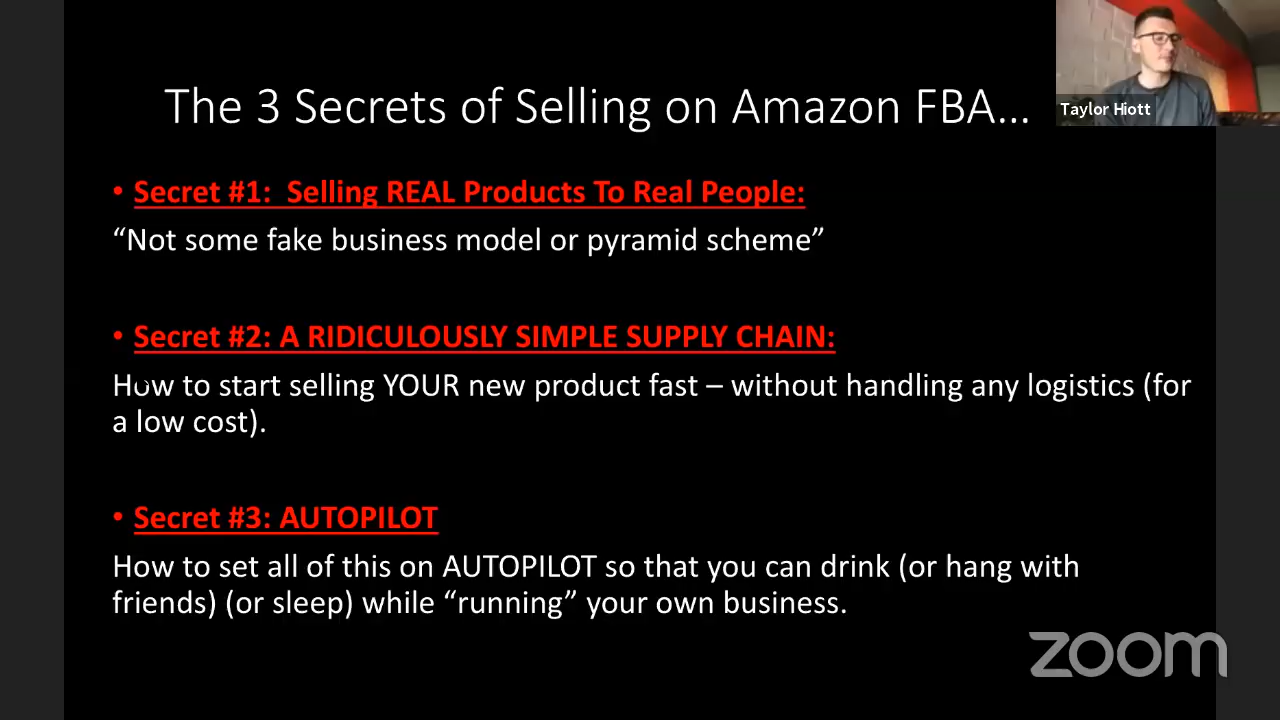 The 3 Secrets of Selling on Amazon FBA...
Taylor Hiott
• Secret #1:  Selling REAL Products To Real People:
“Not some fake business model or pyramid scheme”
• Secret #2: A RIDICULOUSLY SIMPLE SUPPLY CHAIN:
How to start selling YOUR new product fast – without handling any logistics (for
a low cost).
• Secret #3: AUTOPILOT
How to set all of this on AUTOPILOT so that you can drink (or hang with
friends) (or sleep) while “running” your own business.
zoom